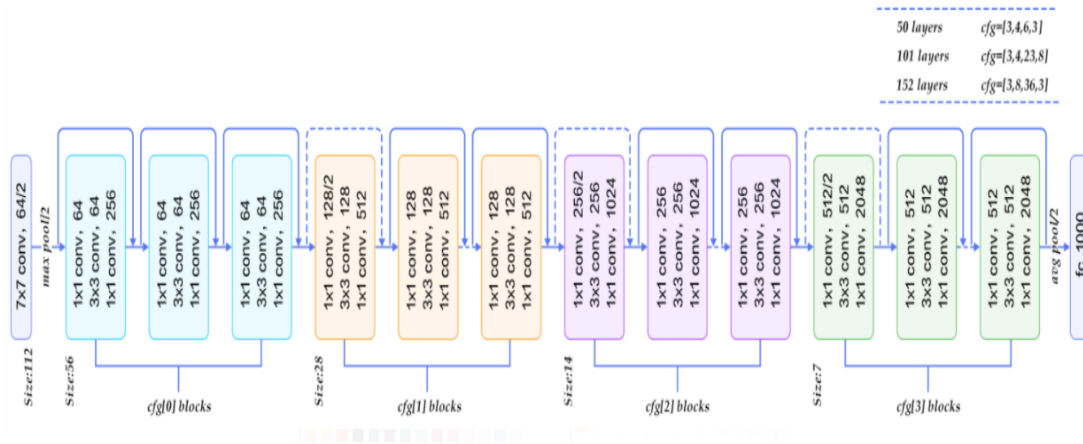 50 layers cfg=[3,4,6,3]
101 layers cfg=[3,4,23,8]
152 layers cfg=[3,8,36,3]
7x7 conv, 64/2
max pool/2
1x1 conv, 64
3x3 conv, 64
1x1 conv, 256
1x1 conv, 64
3x3 conv, 64
1x1 conv, 256
1x1 conv, 64
3x3 conv, 64
1x1 conv, 256
1x1 conv, 128/2
3x3 conv, 128
1x1 conv, 512
1x1 conv, 128
3x3 conv, 128
1x1 conv, 512
1x1 conv, 128
3x3 conv, 128
1x1 conv, 512
1x1 conv, 256/2
3x3 conv, 256
1x1 conv, 1024
1x1 conv, 256
3x3 conv, 256
1x1 conv, 1024
1x1 conv, 256
3x3 conv, 256
1x1 conv, 1024
1x1 conv, 512/2
3x3 conv, 512
1x1 conv, 2048
1x1 conv, 512
3x3 conv, 512
1x1 conv, 2048
1x1 conv, 512
3x3 conv, 512
1x1 conv, 2048
avg pool/2
fc, 1000
Size:112
Size:56
Size:28
Size:14
Size:7
cfg[0] blocks
cfg[1] blocks
cfg[2] blocks
cfg[3] blocks